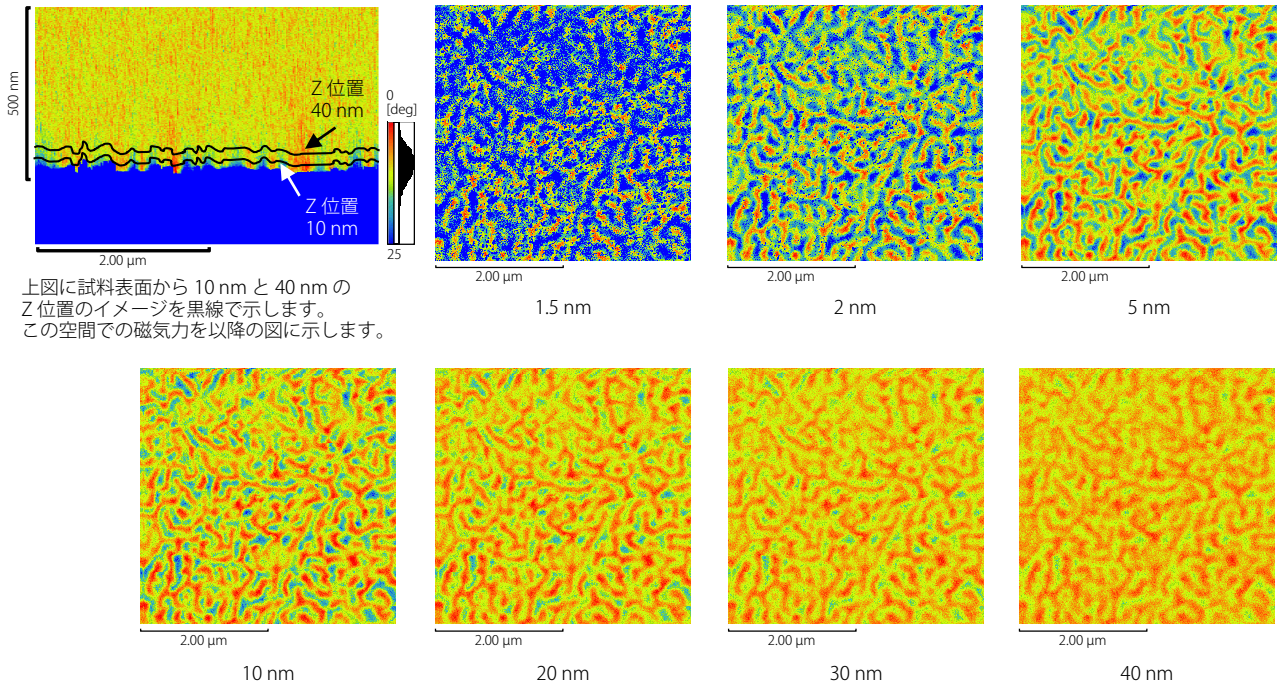 500 nm
Z 位置
40 nm
0
[deg]
Z 位置
10 nm
25
2.00 µm
上図に試料表面から 10 nm と 40 nm の
Z 位置のイメージを黒線で示します。
この空間での磁気力を以降の図に示します。
2.00 µm
1.5 nm
2.00 µm
2 nm
2.00 µm
5 nm
2.00 µm
10 nm
2.00 µm
20 nm
2.00 µm
30 nm
2.00 µm
40 nm